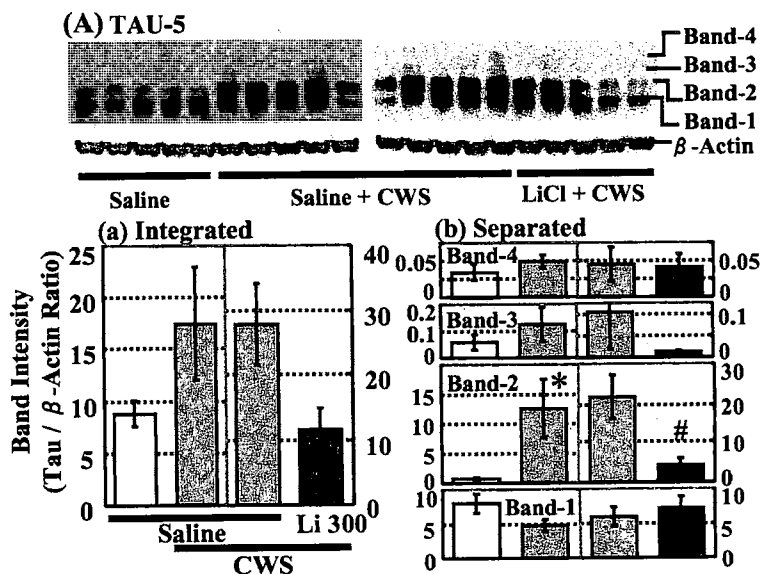 (A) TAU-5
Band-4
Band-3
Band-2
Band-1
β-Actin
Saline
Saline + CWS
LiCl + CWS
(a) Integrated
Band Intensity
(Tau / β-Actin Ratio)
25
20
15
10
5
0
40
30
20
10
0
Saline
Li 300
CWS
(b) Separated
Band-4
0.05
0
0.05
0
Band-3
0.2
0.1
0
0.1
0
Band-2
15
10
5
0
*
#
30
20
10
0
Band-1
10
5
0
10
5
0